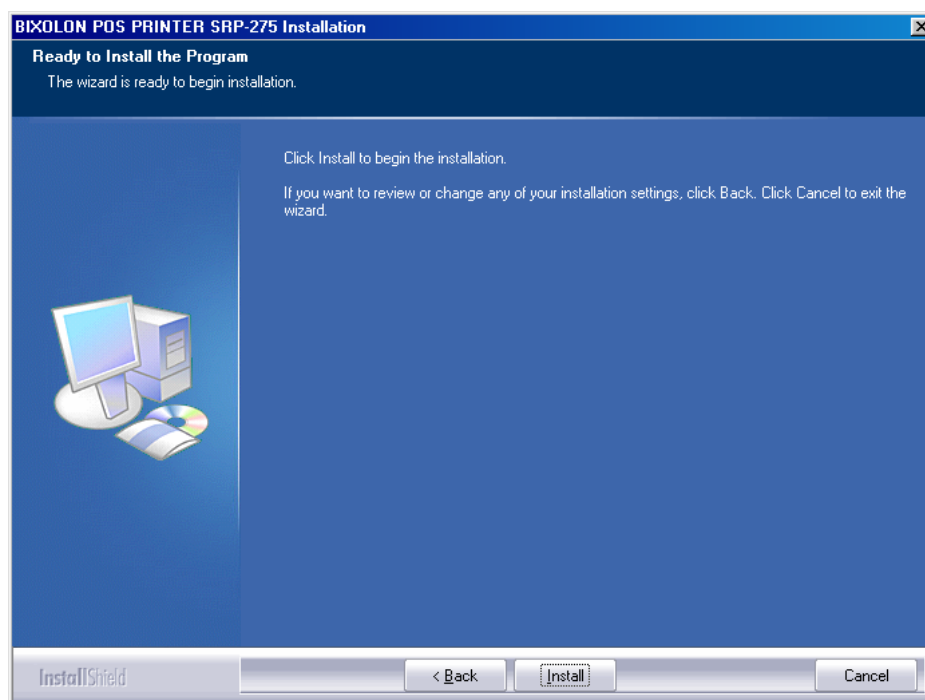 BIXOLON POS PRINTER SRP-275 Installation
Ready to Install the Program
The wizard is ready to begin installation.
Click Install to begin the installation.
If you want to review or change any of your installation settings, click Back. Click Cancel to exit the
wizard.
InstallShield
< Back
Install
Cancel